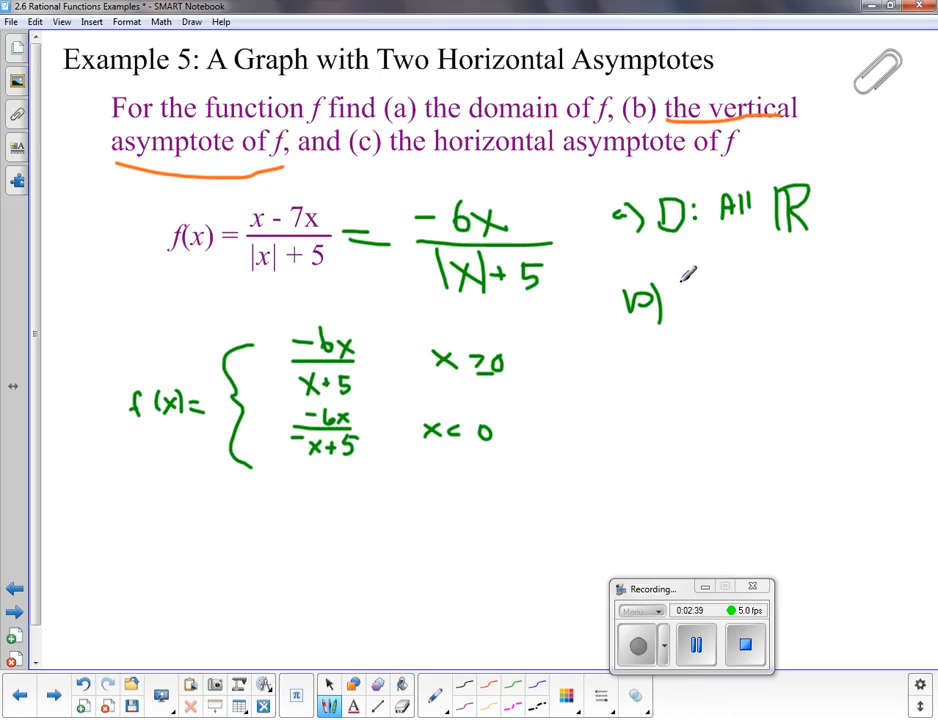 2.6 Rational Functions Examples * - SMART Notebook
File Edit View Insert Format Math Draw Help
Example 5: A Graph with Two Horizontal Asymptotes
For the function f find (a) the domain of f, (b) the vertical
asymptote of f, and (c) the horizontal asymptote of f
f(x) = (x - 7x)/(|x| + 5) = (-6x)/(|x|+5)
a) D: All ℝ
b)
f(x) = {
-6x/(x+5) x ≥ 0
-6x/(-x+5) x < 0
Recording...
Menu 0:02:39 5.0 fps
π
A